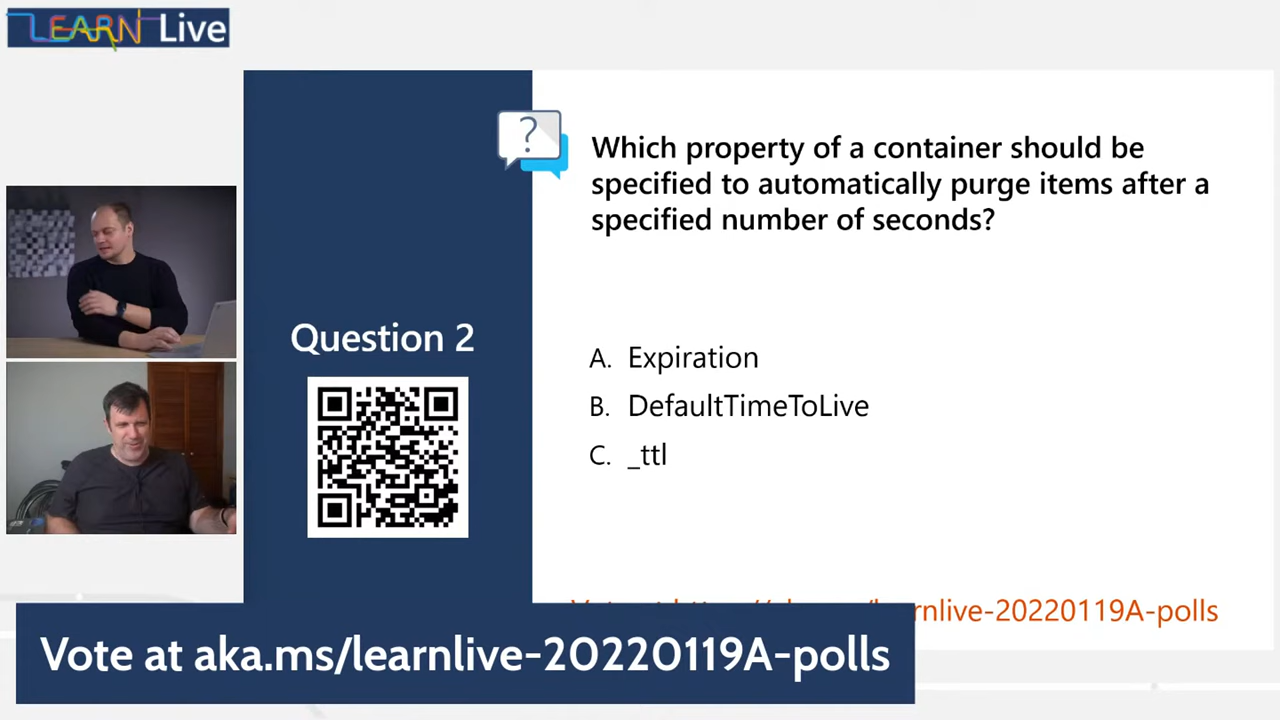 LEARN Live
?
Which property of a container should be
specified to automatically purge items after a
specified number of seconds?
Question 2
A. Expiration
B. DefaultTimeToLive
C. _ttl
rnlive-20220119A-polls
Vote at aka.ms/learnlive-20220119A-polls